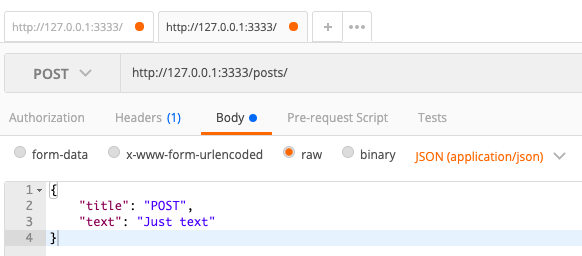 http://127.0.0.1:3333/ http://127.0.0.1:3333/ + •••
POST http://127.0.0.1:3333/posts/
Authorization Headers (1) Body Pre-request Script Tests
form-data x-www-form-urlencoded raw binary JSON (application/json)
1 {
2 "title": "POST",
3 "text": "Just text"
4 }